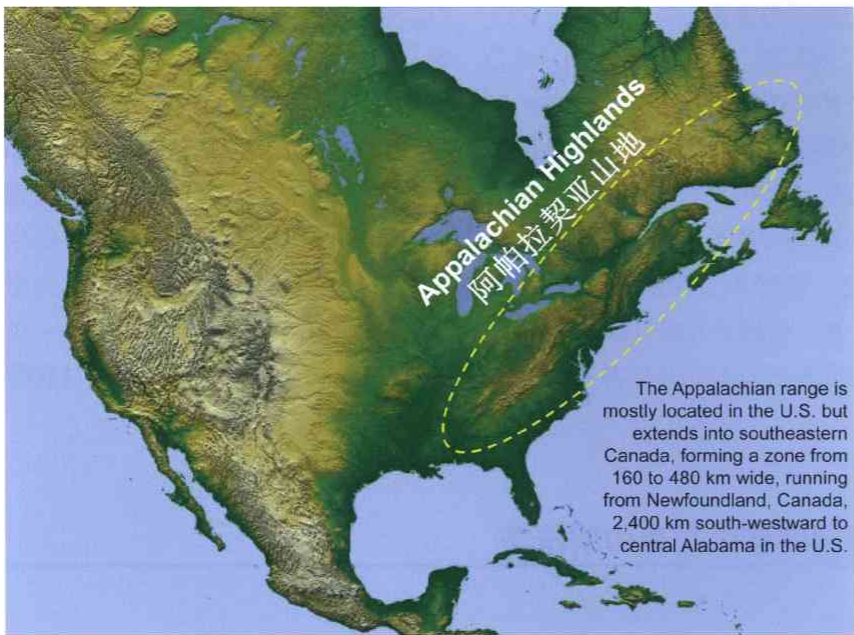 Appalachian Highlands
阿帕拉契亚山地
The Appalachian range is
mostly located in the U.S. but
extends into southeastern
Canada, forming a zone from
160 to 480 km wide, running
from Newfoundland, Canada,
2,400 km south-westward to
central Alabama in the U.S.